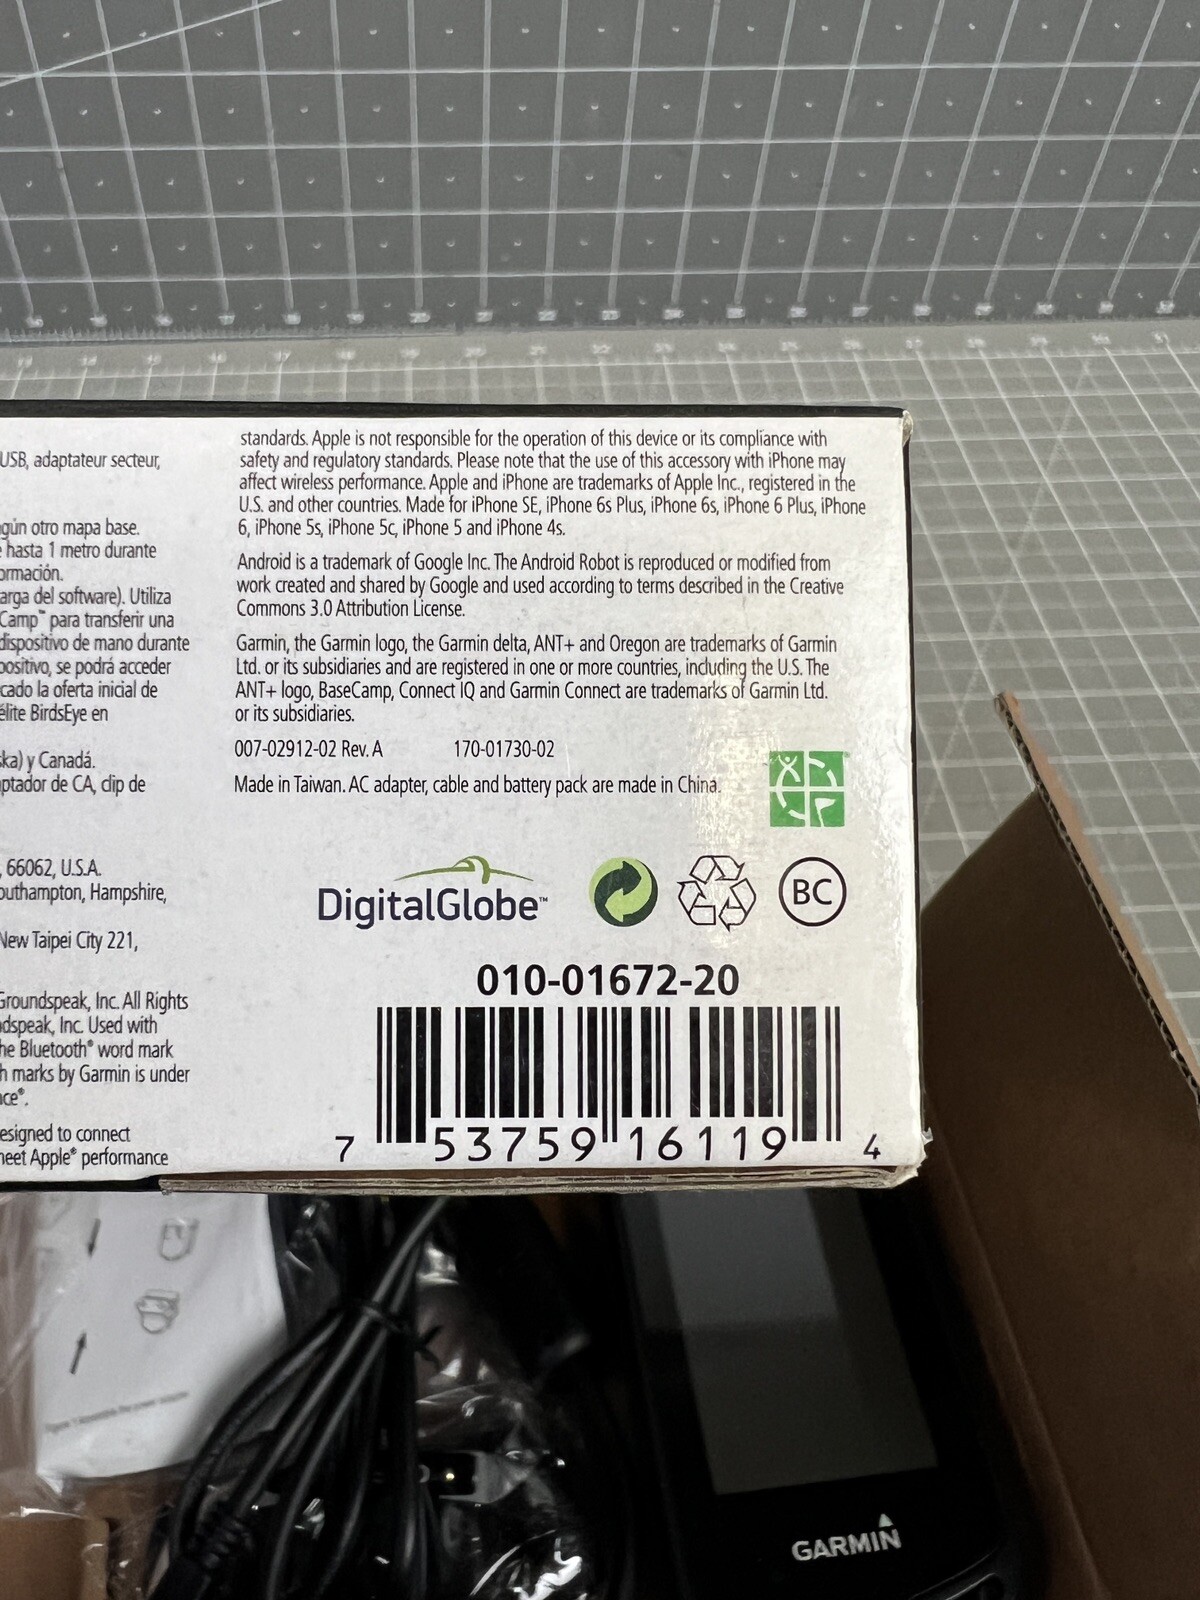 USB, adaptateur secteur,
gún otro mapa base.
hasta 1 metro durante
ormación.
arga del software). Utiliza
Camp™ para transferir una
dispositivo de mano durante
positivo, se podrá acceder
cado la oferta inicial de
élite BirdsEye en
ska) y Canadá.
ptador de CA, clip de
, 66062, U.S.A.
outhampton, Hampshire,
New Taipei City 221,
Groundspeak, Inc. All Rights
dspeak, Inc. Used with
he Bluetooth® word mark
h marks by Garmin is under
nce®.
esigned to connect
neet Apple® performance
standards. Apple is not responsible for the operation of this device or its compliance with
safety and regulatory standards. Please note that the use of this accessory with iPhone may
affect wireless performance. Apple and iPhone are trademarks of Apple Inc., registered in the
U.S. and other countries. Made for iPhone SE, iPhone 6s Plus, iPhone 6s, iPhone 6 Plus, iPhone
6, iPhone 5s, iPhone 5c, iPhone 5 and iPhone 4s.
Android is a trademark of Google Inc. The Android Robot is reproduced or modified from
work created and shared by Google and used according to terms described in the Creative
Commons 3.0 Attribution License.
Garmin, the Garmin logo, the Garmin delta, ANT+ and Oregon are trademarks of Garmin
Ltd. or its subsidiaries and are registered in one or more countries, including the U.S. The
ANT+ logo, BaseCamp, Connect IQ and Garmin Connect are trademarks of Garmin Ltd.
or its subsidiaries.
007-02912-02 Rev. A 170-01730-02
Made in Taiwan. AC adapter, cable and battery pack are made in China.
DigitalGlobe™ BC
010-01672-20
7 53759 16119 4
GARMIN